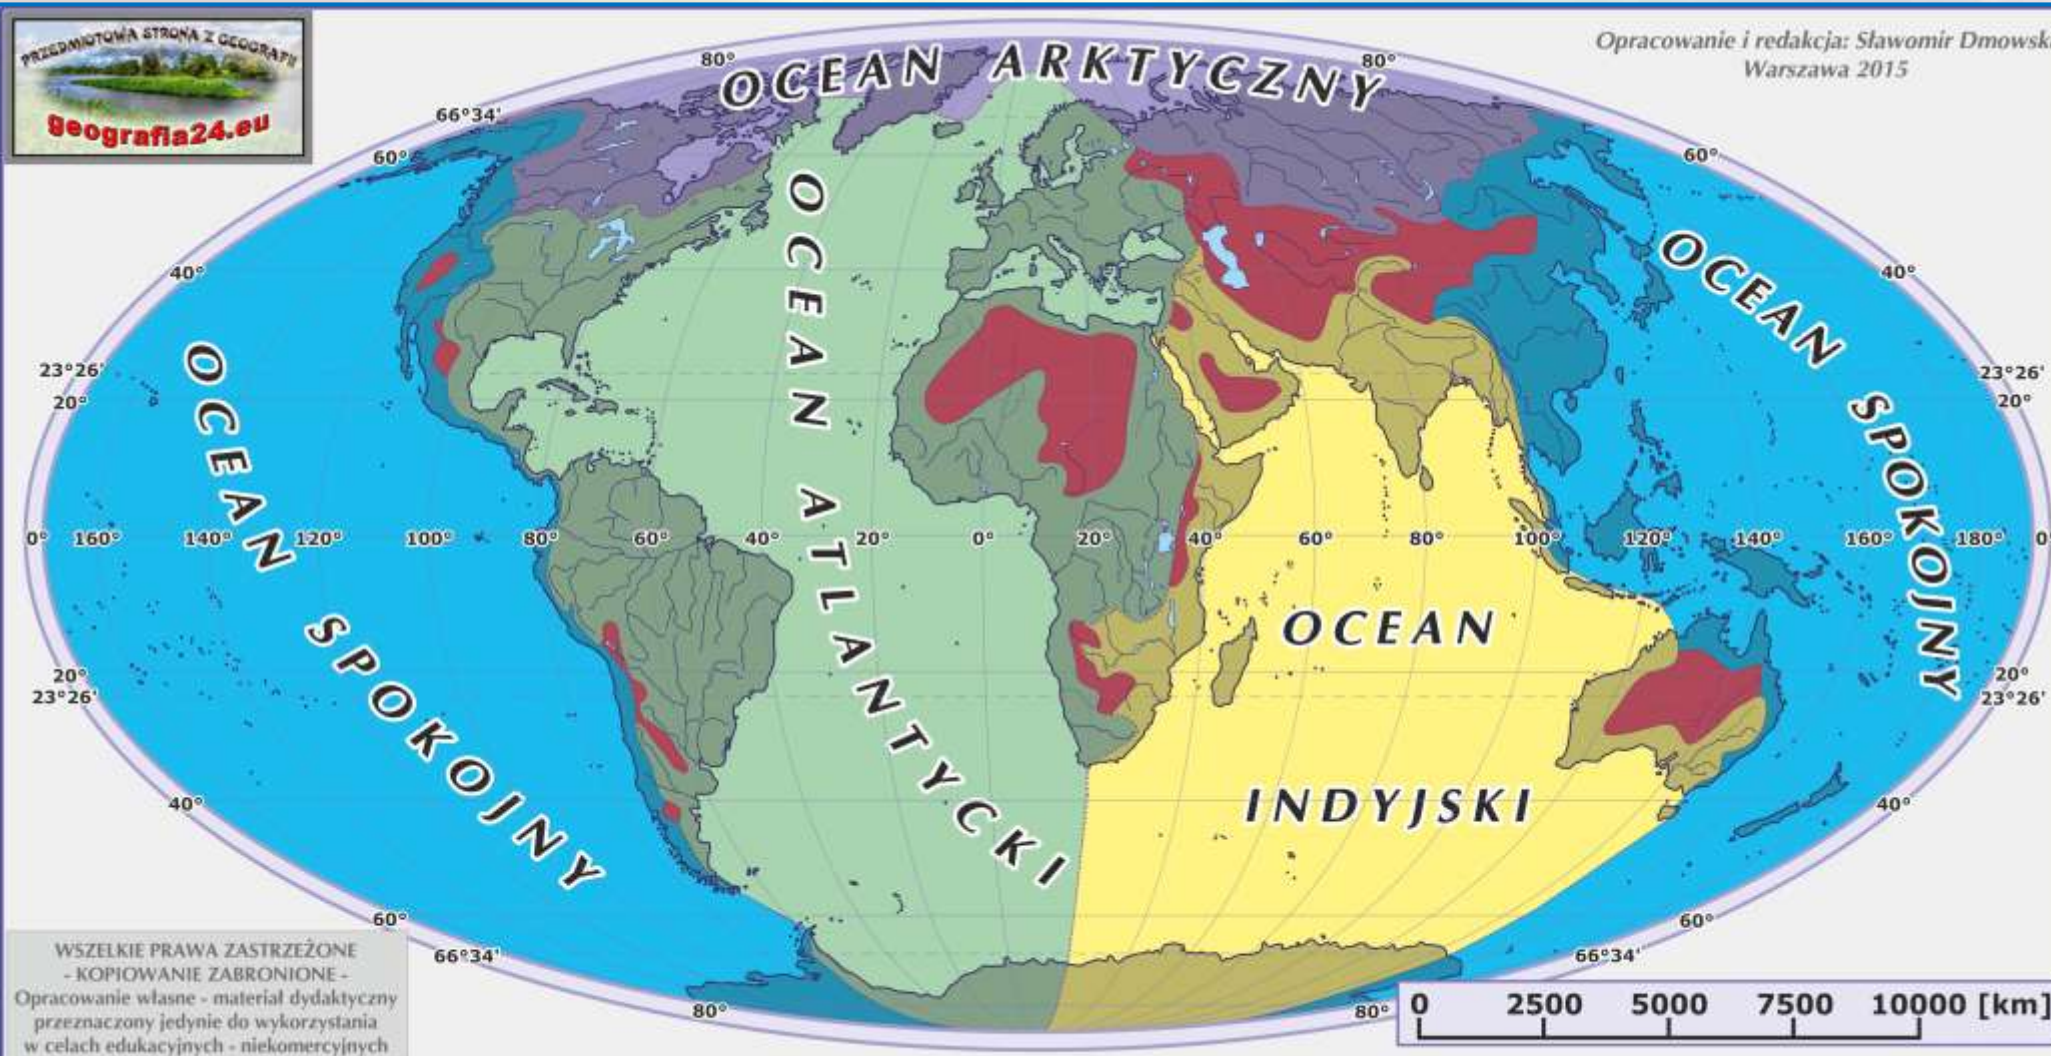 PRZEDMIOTOWA STRONA Z GEOGRAFII
geografia24.eu
Opracowanie i redakcja: Sławomir Dmowsk
Warszawa 2015
OCEAN ARKTYCZNY
80° 80°
66°34'
60° 60°
40° 40°
23°26' 23°26'
20° 20°
0° 160° 140° 120° 100° 80° 60° 40° 20° 0° 20° 40° 60° 80° 100° 120° 140° 160° 180° 0
20° 20°
23°26' 23°26'
40° 40°
60° 60°
66°34' 66°34'
80° 80°
OCEAN SPOKOJNY
OCEAN ATLANTYCKI
OCEAN
INDYJSKI
OCEAN SPOKOJNY
WSZELKIE PRAWA ZASTRZEŻONE
- KOPIOWANIE ZABRONIONE -
Opracowanie własne - materiał dydaktyczny
przeznaczony jedynie do wykorzystania
w celach edukacyjnych - niekomercyjnych
0 2500 5000 7500 10000 [km]